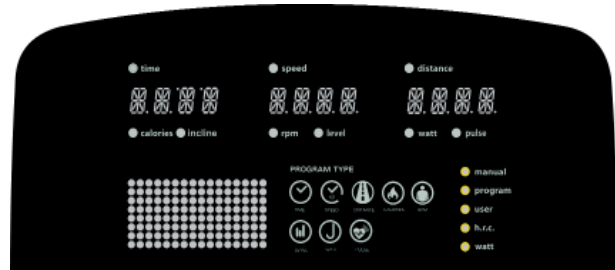 time speed distance
calories incline rpm level watt pulse
PROGRAM TYPE
manual
program
user
h.r.c.
watt